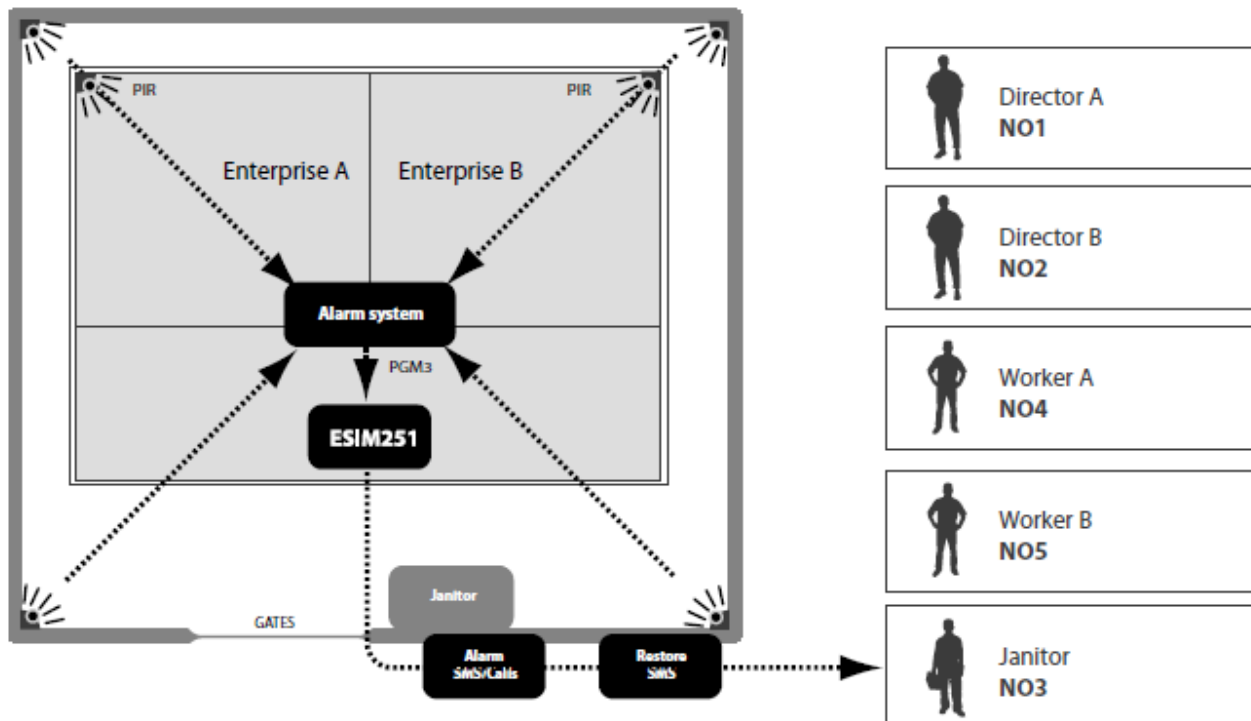 PIR
PIR
Enterprise A
Enterprise B
Alarm system
PGM3
ESIM251
Janitor
GATES
Alarm
SMS/Calls
Restore
SMS
Director A
NO1
Director B
NO2
Worker A
NO4
Worker B
NO5
Janitor
NO3